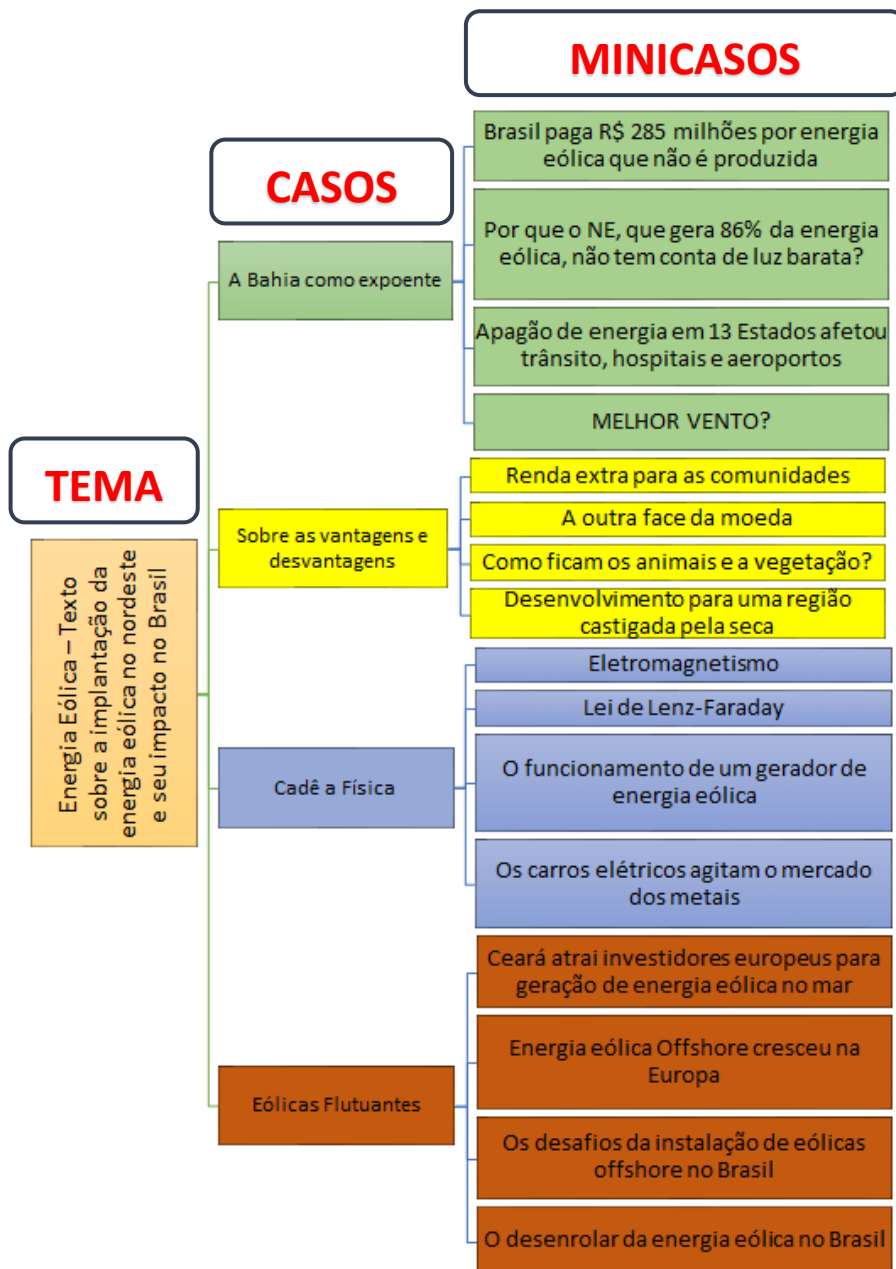 MINICASOS
CASOS
TEMA
Energia Eólica – Texto
sobre a implantação da
energia eólica no nordeste
e seu impacto no Brasil
A Bahia como expoente
Brasil paga R$ 285 milhões por energia
eólica que não é produzida
Por que o NE, que gera 86% da energia
eólica, não tem conta de luz barata?
Apagão de energia em 13 Estados afetou
trânsito, hospitais e aeroportos
MELHOR VENTO?
Sobre as vantagens e
desvantagens
Renda extra para as comunidades
A outra face da moeda
Como ficam os animais e a vegetação?
Desenvolvimento para uma região
castigada pela seca
Cadê a Física
Eletromagnetismo
Lei de Lenz-Faraday
O funcionamento de um gerador de
energia eólica
Os carros elétricos agitam o mercado
dos metais
Eólicas Flutuantes
Ceará atrai investidores europeus para
geração de energia eólica no mar
Energia eólica Offshore cresceu na
Europa
Os desafios da instalação de eólicas
offshore no Brasil
O desenrolar da energia eólica no Brasil